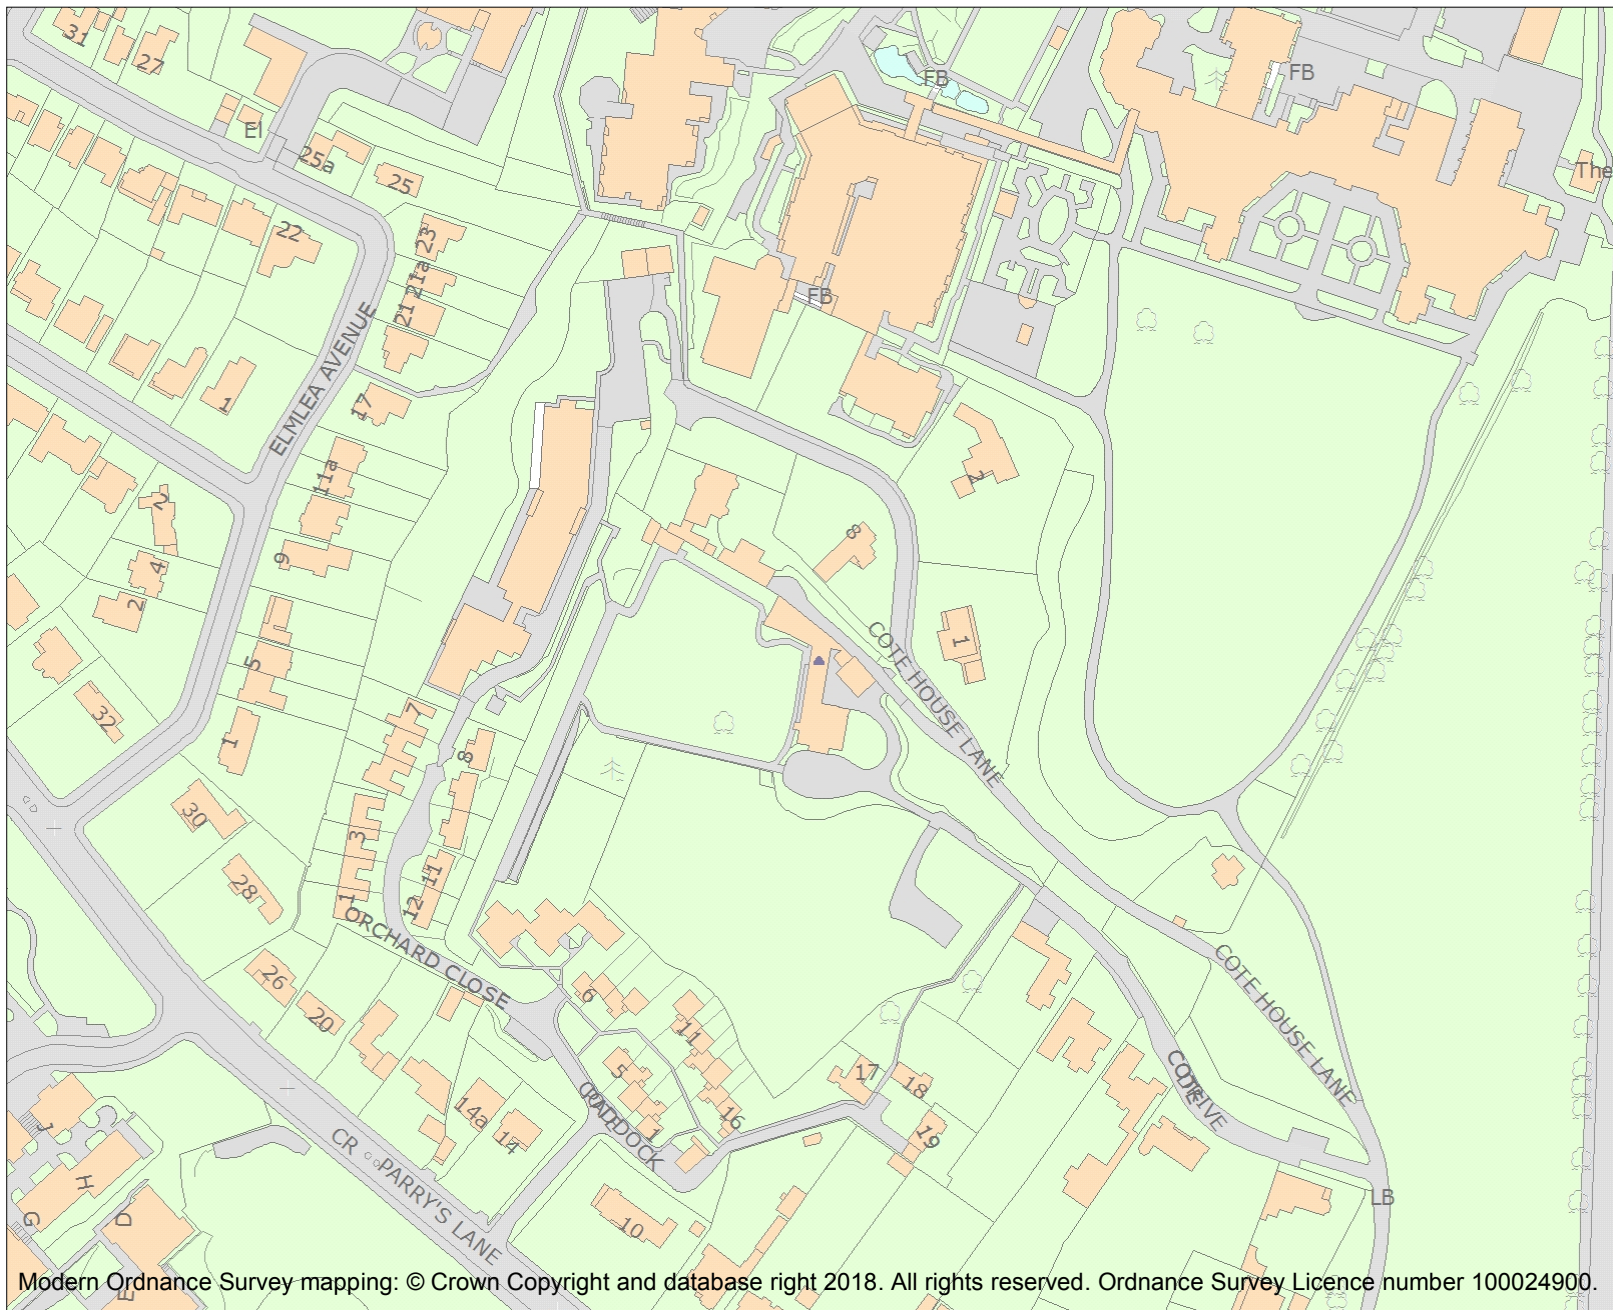 31
27
FB
FB
El
25a
25
The
22
23
21a
21
FB
ELMLEA AVENUE
1
17
11a
2
2
8
9
4
2
1
5
COTE HOUSE LANE
32
7
1
8
30
3
11
28
1
12
ORCHARD CLOSE
COTE HOUSE LANE
26
6
20
11
5
17
18
COTE
DRIVE
14a
16
THE
PADDOCK
1
14
19
J
CR
PARRY'S LANE
H
LB
G
D
10
E
Modern Ordnance Survey mapping: © Crown Copyright and database right 2018. All rights reserved. Ordnance Survey Licence number 100024900.